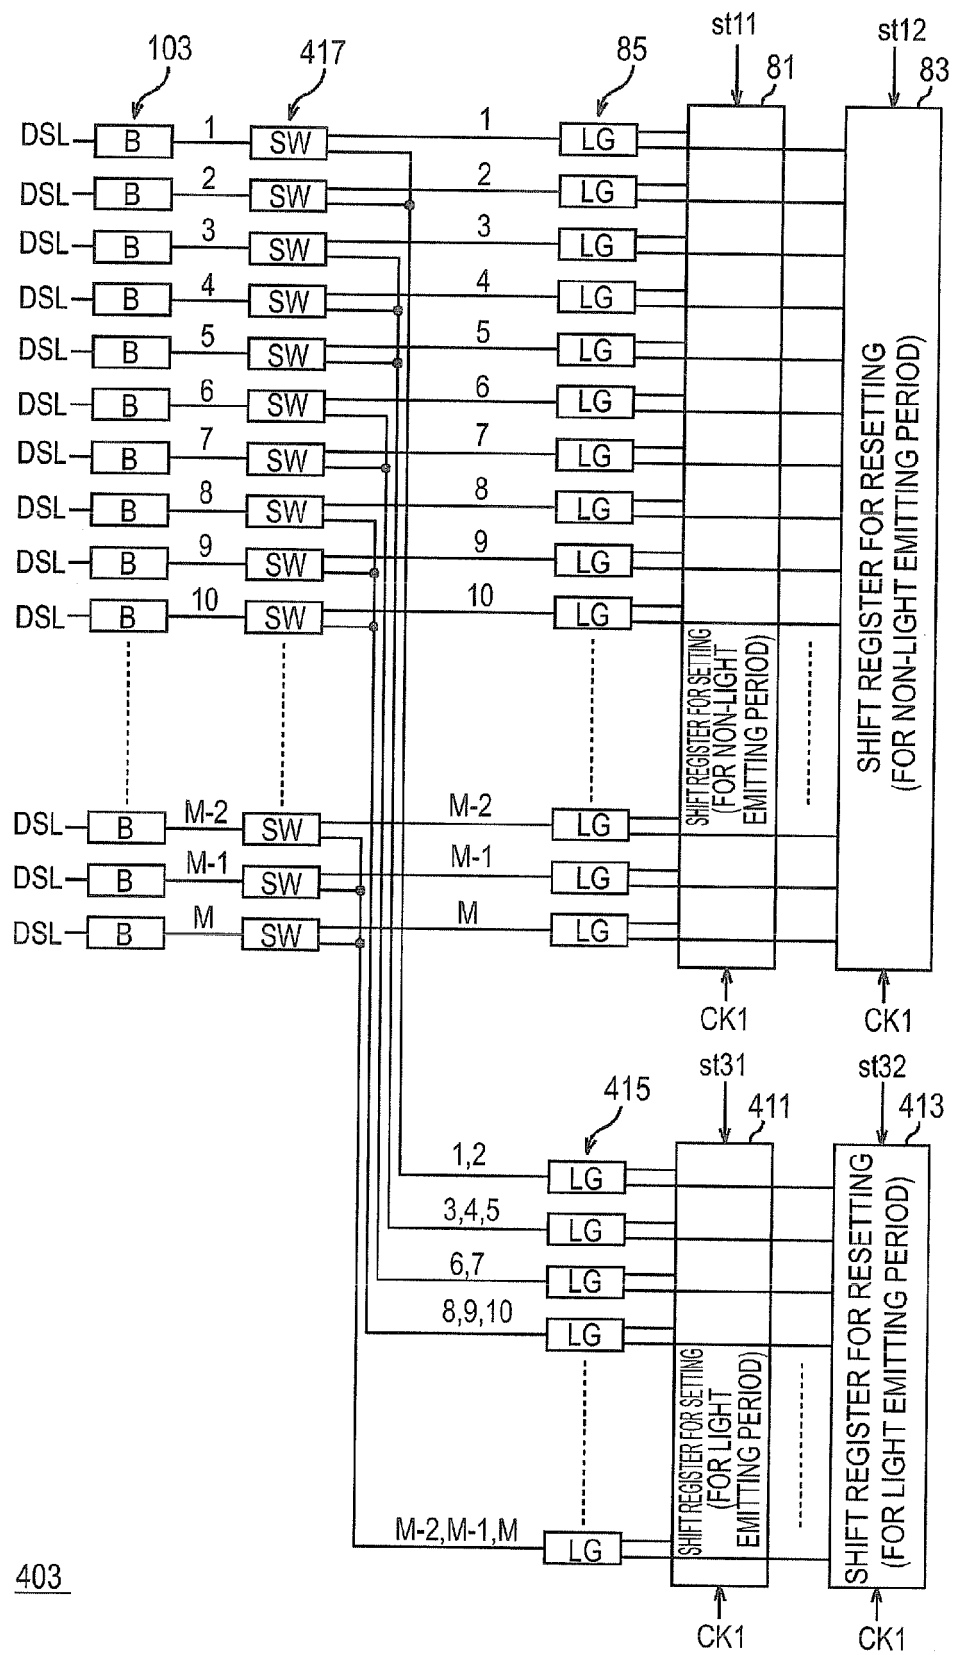 st11
st12
103
417
85
81
83
DSL B 1 SW 1 LG
DSL B 2 SW 2 LG
DSL B 3 SW 3 LG
DSL B 4 SW 4 LG
DSL B 5 SW 5 LG
DSL B 6 SW 6 LG
DSL B 7 SW 7 LG
DSL B 8 SW 8 LG
DSL B 9 SW 9 LG
DSL B 10 SW 10 LG
SHIFT REGISTER FOR SETTING
(FOR NON-LIGHT
EMITTING PERIOD)
SHIFT REGISTER FOR RESETTING
(FOR NON-LIGHT EMITTING PERIOD)
DSL B M-2 SW M-2 LG
DSL B M-1 SW M-1 LG
DSL B M SW M LG
CK1
CK1
st31
st32
415
411
413
1,2 LG
3,4,5 LG
6,7 LG
8,9,10 LG
SHIFT REGISTER FOR SETTING
(FOR LIGHT
EMITTING PERIOD)
SHIFT REGISTER FOR RESETTING
(FOR LIGHT EMITTING PERIOD)
M-2,M-1,M LG
403
CK1
CK1